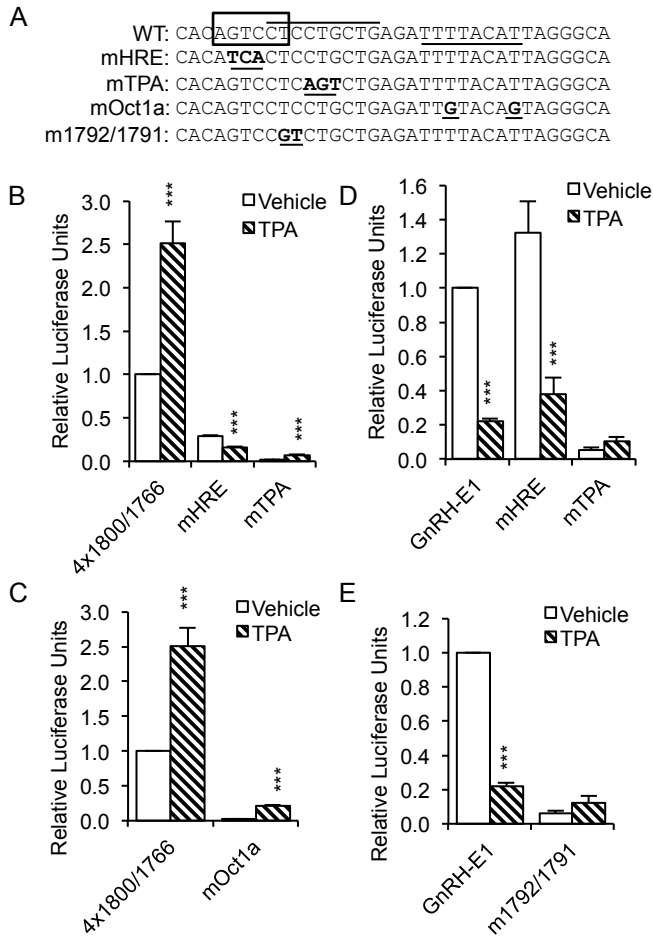 A
WT: CACAGTCCTCCTGCTGAGATTTTACATTAGGGCA
mHRE: CACATCACTCCTGCTGAGATTTTACATTAGGGCA
mTPA: CACAGTCCTCAGTCTGAGATTTTACATTAGGGCA
mOct1a: CACAGTCCTCCTGCTGAGATTGTACAGTAGGGCA
m1792/1791: CACAGTCCGTCTGCTGAGATTTTACATTAGGGCA
B
Relative Luciferase Units
3.0
2.5
2.0
1.5
1.0
0.5
0.0
Vehicle
TPA
***
***
***
4x1800/1766
mHRE
mTPA
D
Relative Luciferase Units
1.6
1.4
1.2
1.0
0.8
0.6
0.4
0.2
0.0
Vehicle
TPA
***
***
GnRH-E1
mHRE
mTPA
C
Relative Luciferase Units
3.0
2.5
2.0
1.5
1.0
0.5
0.0
Vehicle
TPA
***
***
4x1800/1766
mOct1a
E
Relative Luciferase Units
1.2
1.0
0.8
0.6
0.4
0.2
0.0
Vehicle
TPA
***
GnRH-E1
m1792/1791